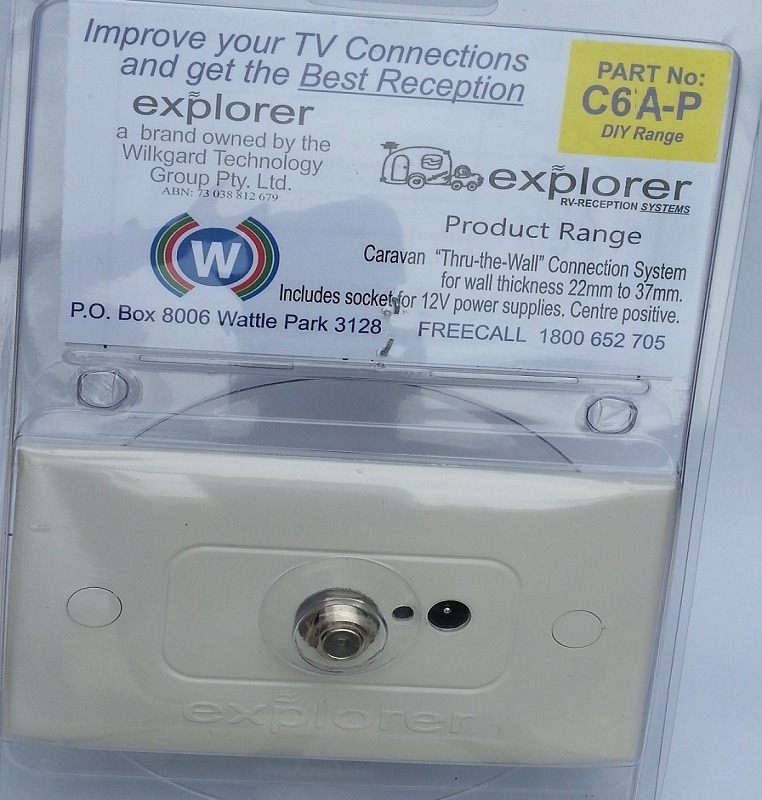 Improve your TV Connections
and get the Best Reception
PART No:
C6A-P
DIY Range
explorer
a brand owned by the
Wilkgard Technology
Group Pty. Ltd.
ABN: 73 038 812 679
explorer
RV-RECEPTION SYSTEMS
Product Range
Caravan "Thru-the-Wall" Connection System
for wall thickness 22mm to 37mm.
Includes socket for 12V power supplies. Centre positive.
W
P.O. Box 8006 Wattle Park 3128
FREECALL 1800 652 705
explorer